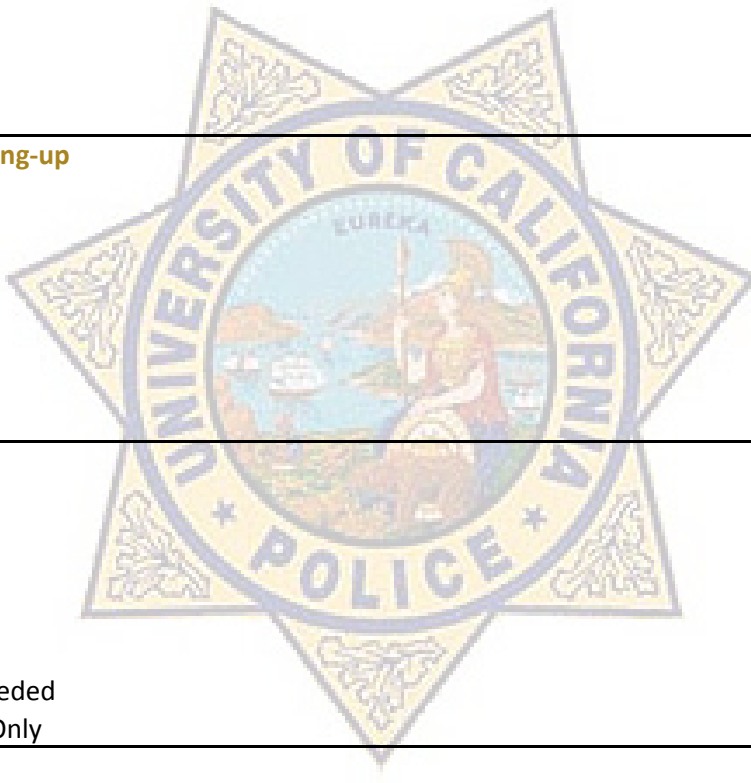 ng-up
UNIVERSITY OF CALIFORNIA
EUREKA
★ POLICE ★
eded
Only